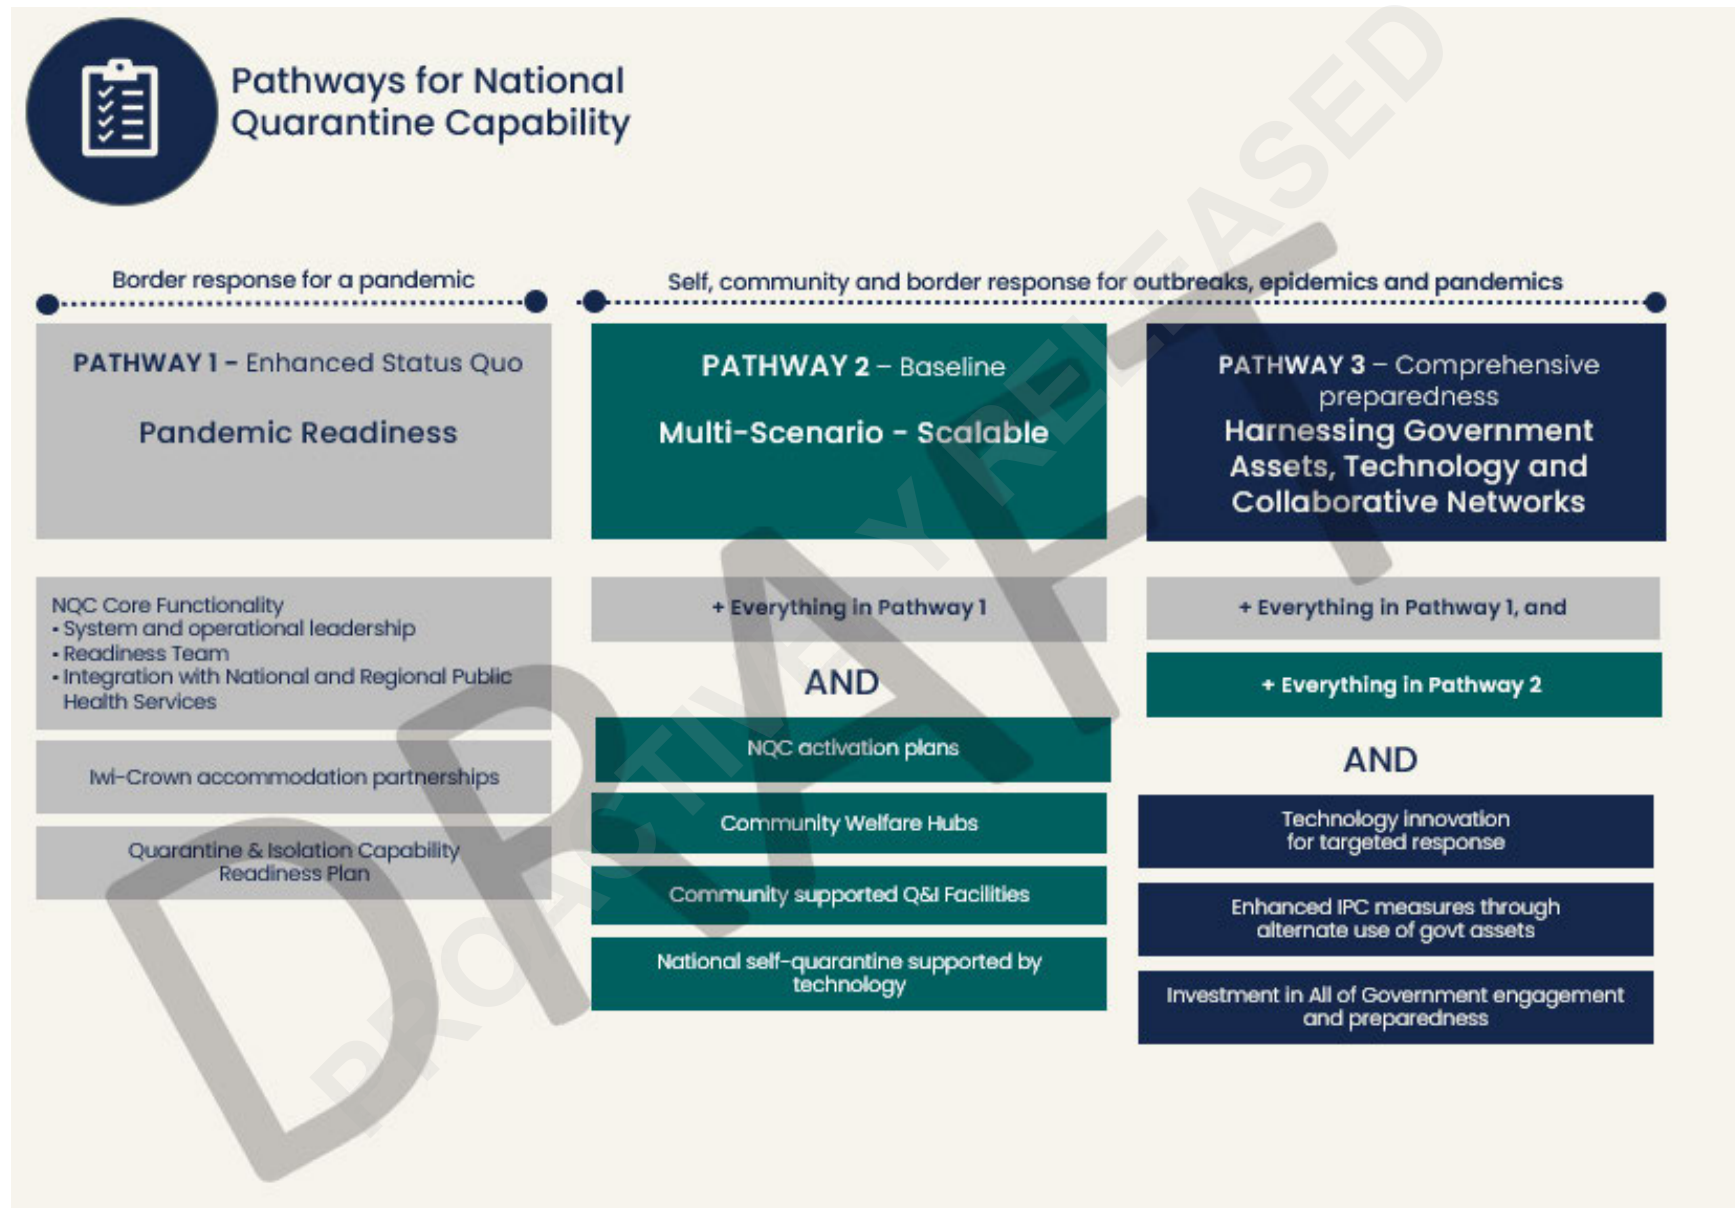 Pathways for National
Quarantine Capability
Border response for a pandemic
Self, community and border response for outbreaks, epidemics and pandemics
PATHWAY 1 – Enhanced Status Quo
Pandemic Readiness
PATHWAY 2 – Baseline
Multi-Scenario - Scalable
PATHWAY 3 – Comprehensive
preparedness
Harnessing Government
Assets, Technology and
Collaborative Networks
NQC Core Functionality
• System and operational leadership
• Readiness Team
• Integration with National and Regional Public
Health Services
Iwi-Crown accommodation partnerships
Quarantine & Isolation Capability
Readiness Plan
+ Everything in Pathway 1
AND
NQC activation plans
Community Welfare Hubs
Community supported Q&I Facilities
National self-quarantine supported by
technology
+ Everything in Pathway 1, and
+ Everything in Pathway 2
AND
Technology innovation
for targeted response
Enhanced IPC measures through
alternate use of govt assets
Investment in All of Government engagement
and preparedness
DRAFT
PROACTIVELY RELEASED